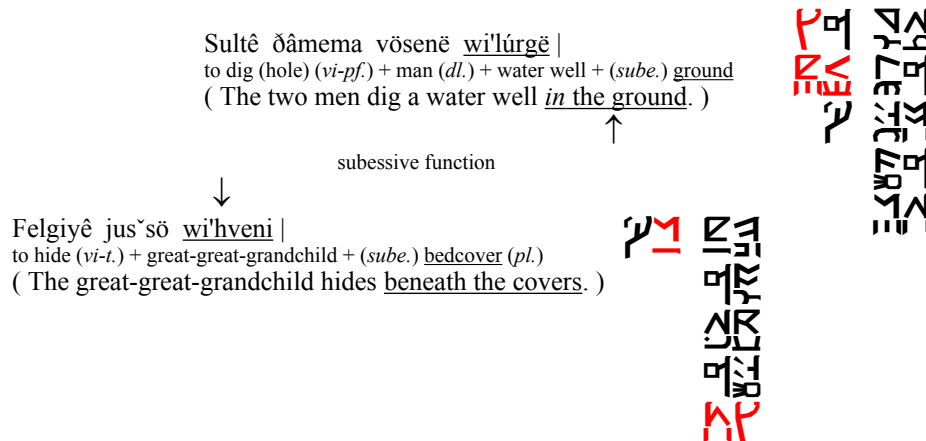 Sultê ðâmema vösenë wi'lúrgë |
to dig (hole) (vi-pf.) + man (dl.) + water well + (sube.) ground
( The two men dig a water well in the ground. )
↑
subessive function
↓
Felgiyê jusˇsö wi'hveni |
to hide (vi-t.) + great-great-grandchild + (sube.) bedcover (pl.)
( The great-great-grandchild hides beneath the covers. )